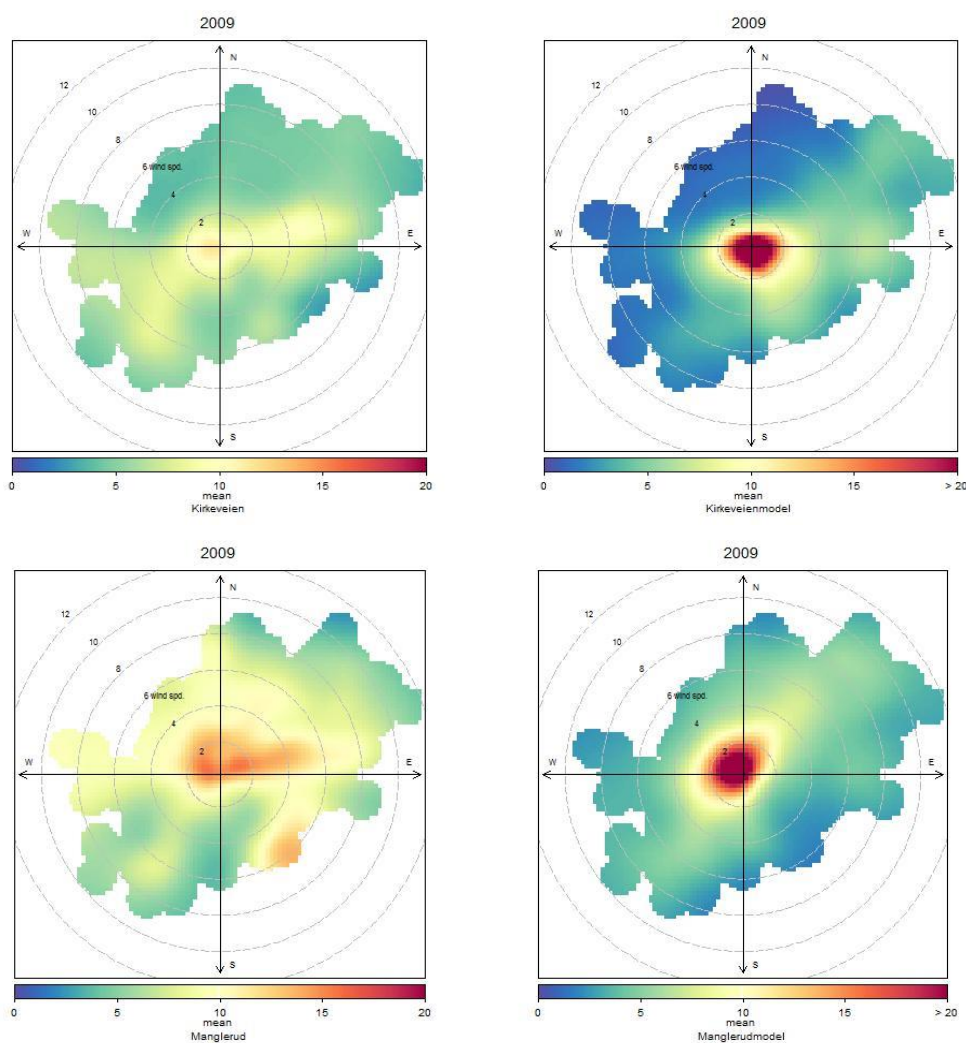 2009
N
12
10
8
6 wind spd.
4
2
W
E
S
0 5 10 15 20
mean
Kirkeveien
2009
N
12
10
8
6 wind spd.
4
2
W
E
S
0 5 10 15 > 20
mean
Kirkeveienmodel
2009
N
12
10
8
6 wind spd.
4
2
W
E
S
0 5 10 15 20
mean
Manglerud
2009
N
12
10
8
6 wind spd.
4
2
W
E
S
0 5 10 15 > 20
mean
Manglerudmodel